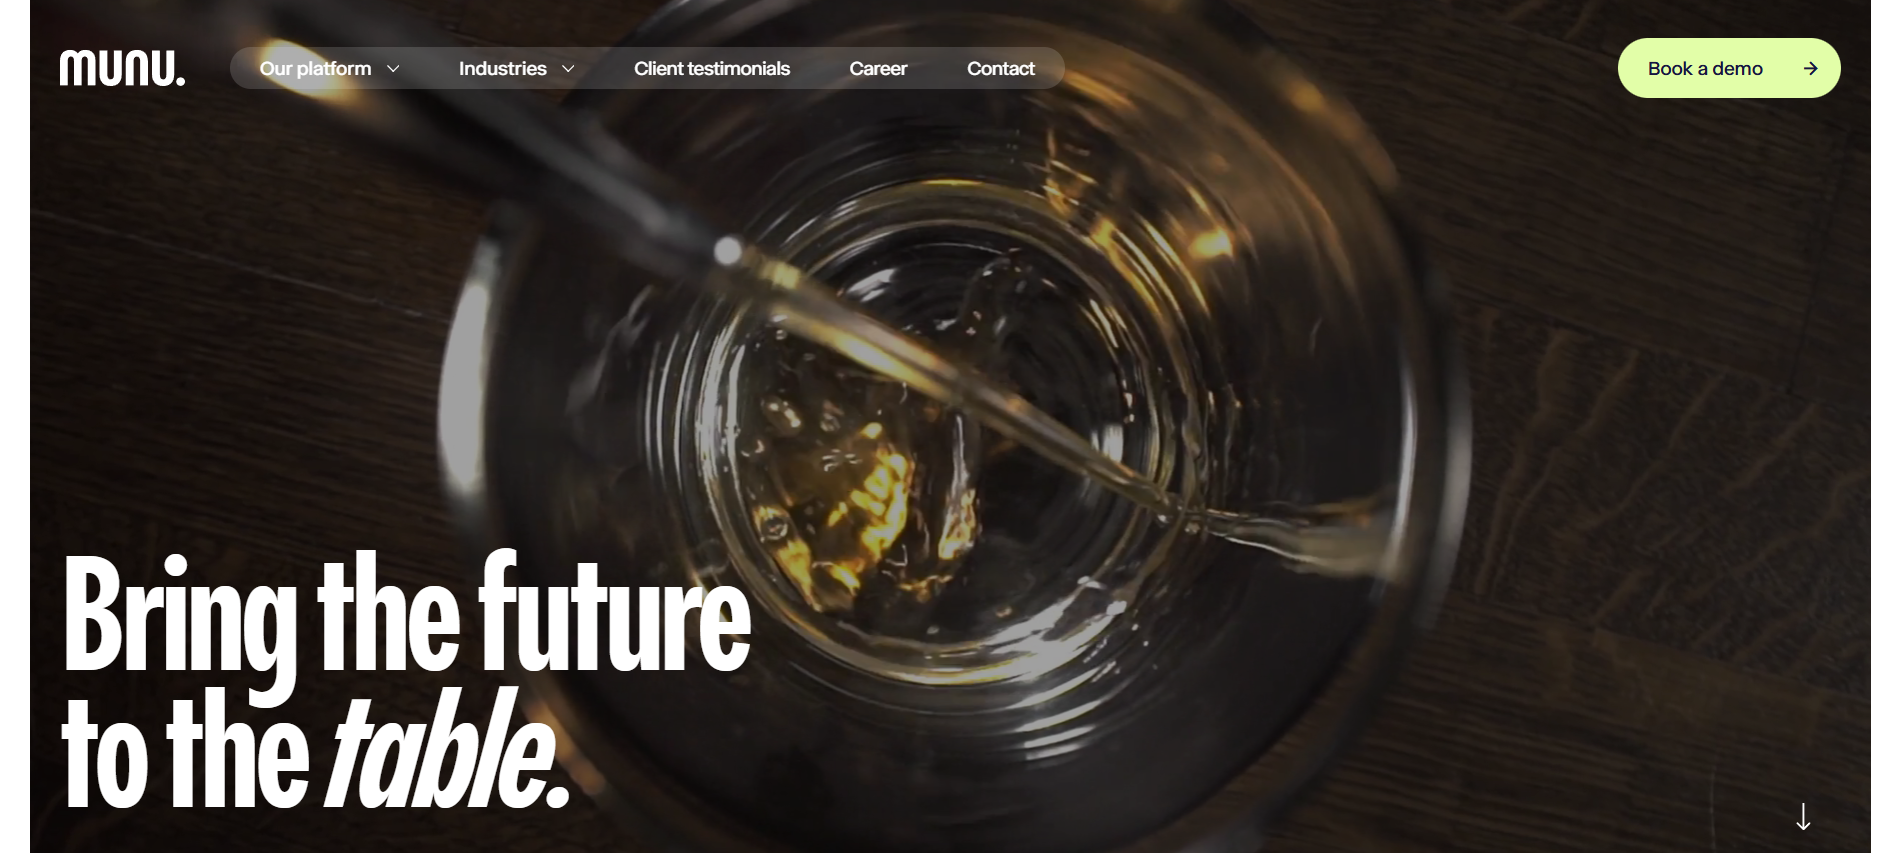 munu.
Our platform
Industries
Client testimonials
Career
Contact
Book a demo
Bring the future
to the table.